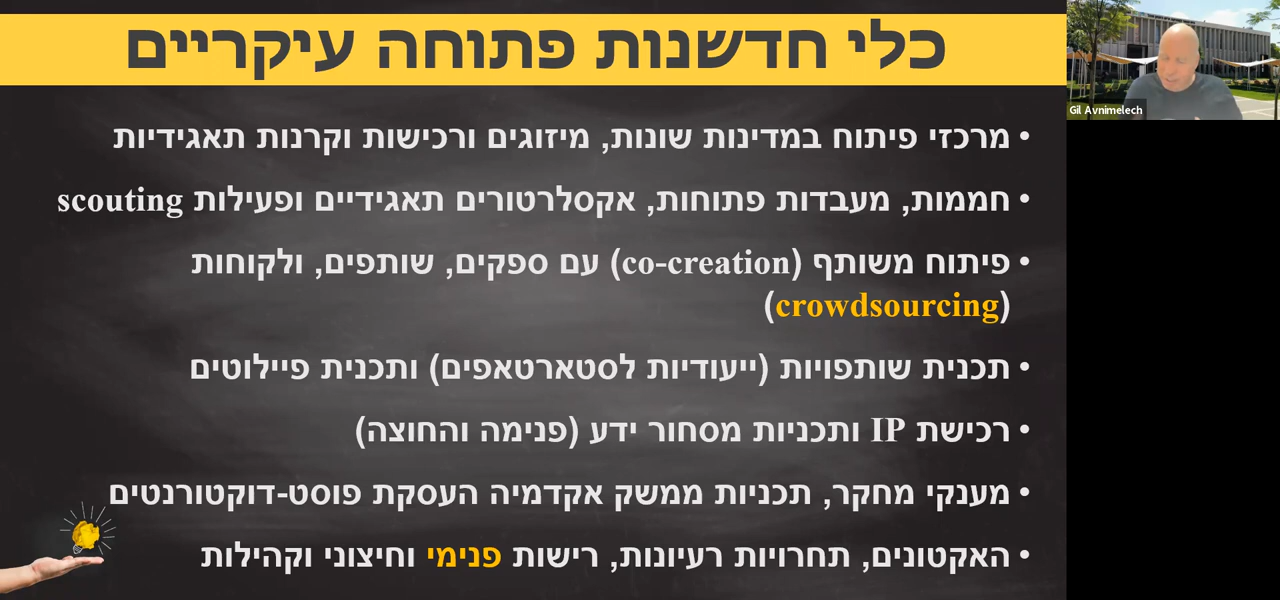 כלי חדשנות פתוחה עיקריים
• מרכזי פיתוח במדינות שונות, מיזוגים ורכישות וקרנות תאגידיות
• חממות, מעבדות פתוחות, אקסלרטורים תאגידיים ופעילות scouting
• פיתוח משותף (co-creation) עם ספקים, שותפים, ולקוחות
(crowdsourcing)
• תכנית שותפויות (ייעודיות לסטארטאפים) ותכנית פיילוטים
• רכישת IP ותכניות מסחור ידע (פנימה והחוצה)
• מענקי מחקר, תכניות ממשק אקדמיה העסקת פוסט-דוקטורנטים
• האקטונים, תחרויות רעיונות, רישות פנימי וחיצוני וקהילות
Gil Avnimelech